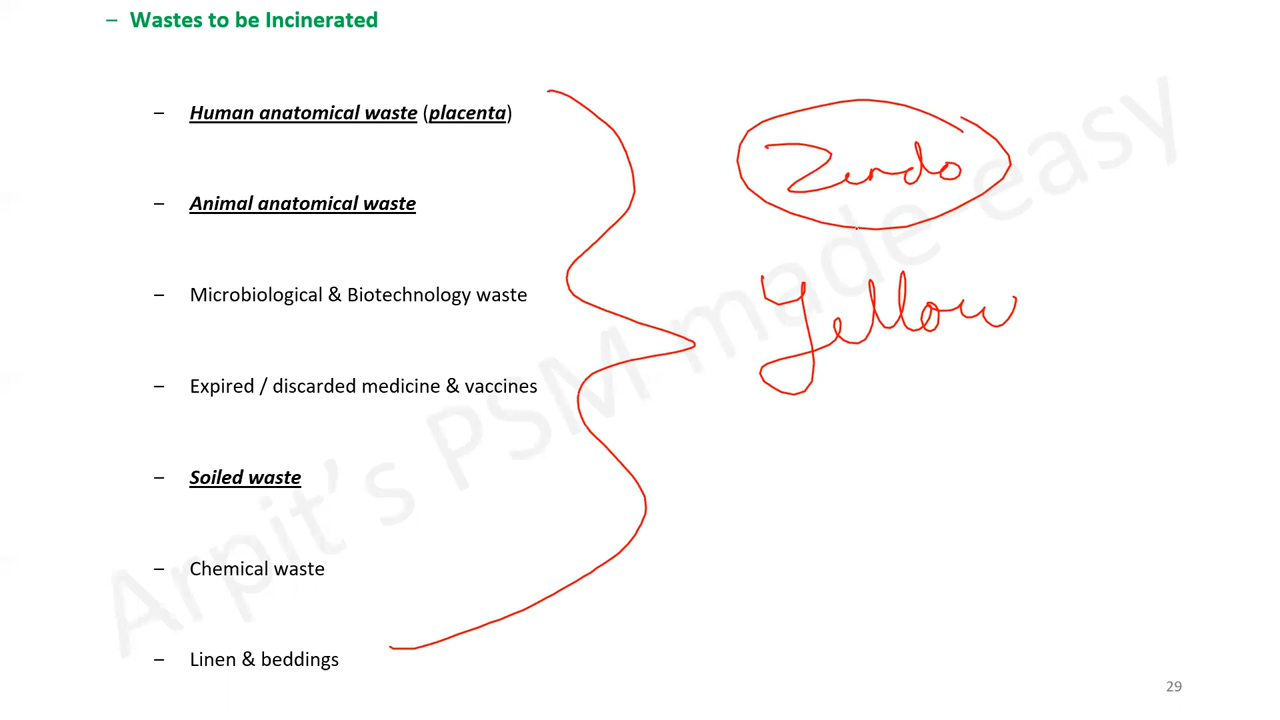 – Wastes to be Incinerated
– Human anatomical waste (placenta)
– Animal anatomical waste
– Microbiological & Biotechnology waste
– Expired / discarded medicine & vaccines
– Soiled waste
– Chemical waste
– Linen & beddings
Yellow
Arpit's PSM made easy
29